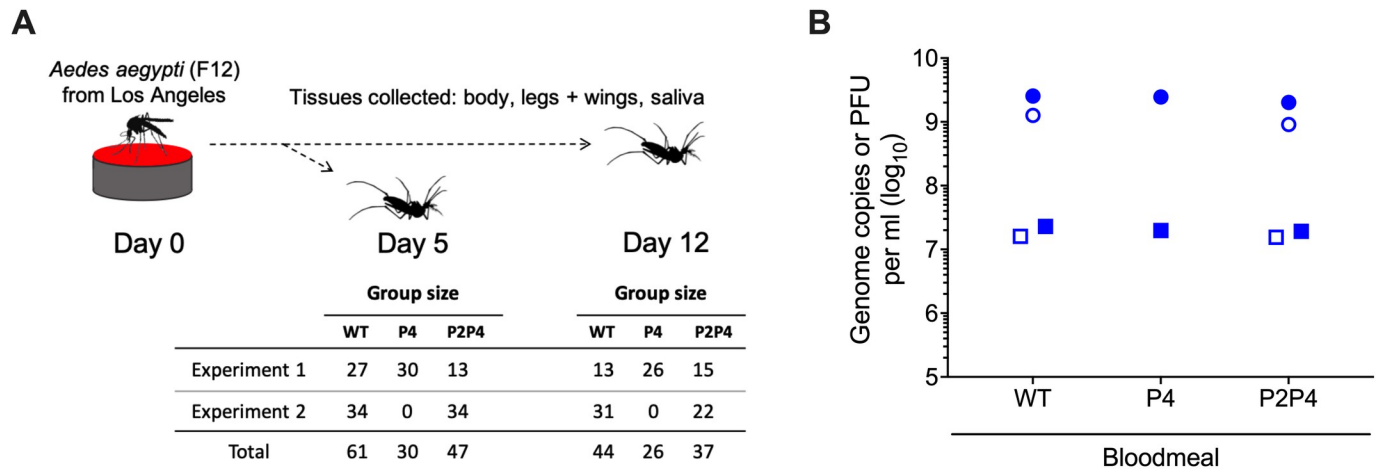 A
Aedes aegypti (F12)
from Los Angeles
Tissues collected: body, legs + wings, saliva
Day 0
Day 5
Day 12
Group size
Group size
WT P4 P2P4 WT P4 P2P4
Experiment 1 27 30 13 13 26 15
Experiment 2 34 0 34 31 0 22
Total 61 30 47 44 26 37
B
Genome copies or PFU
per ml (log10)
10
9
8
7
6
5
WT P4 P2P4
Bloodmeal